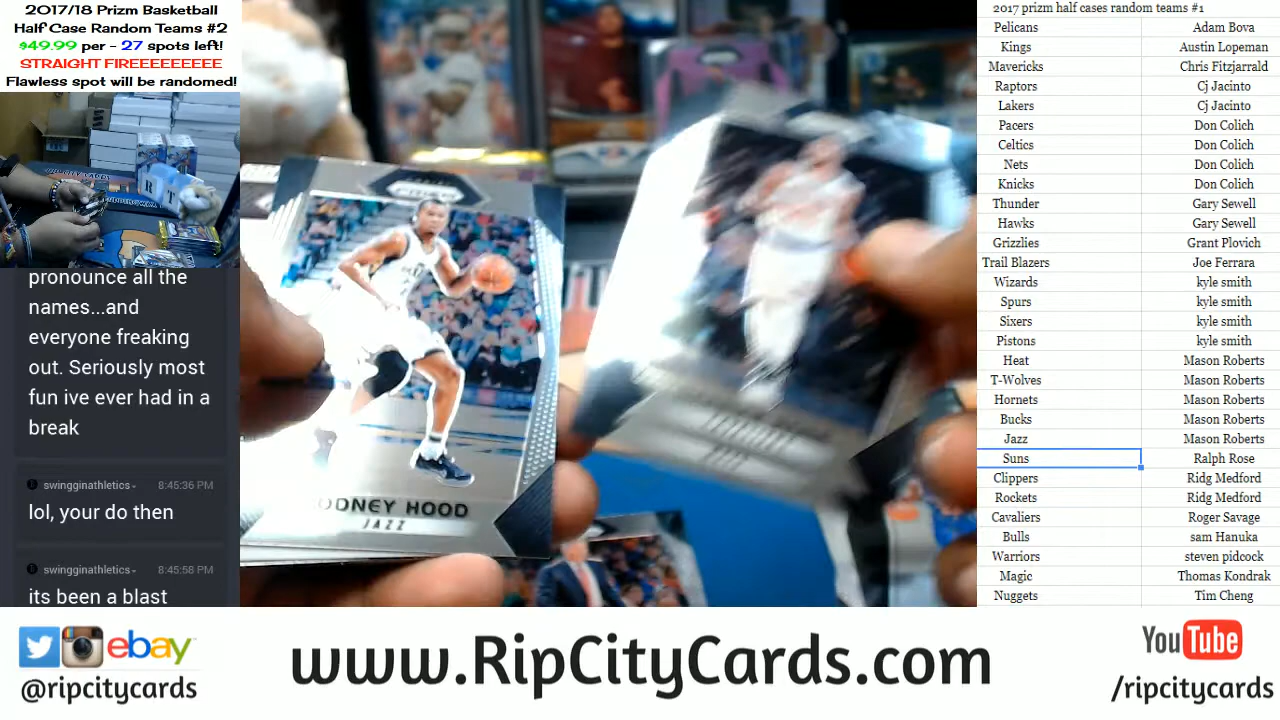 2017/18 Prizm Basketball
Half Case Random Teams #2
$49.99 per - 27 spots left!
STRAIGHT FIREEEEEEEEE
Flawless spot will be randomed!
pronounce all the
names...and
everyone freaking
out. Seriously most
fun ive ever had in a
break
swingginathletics 8:45:36 PM
lol, your do then
swingginathletics 8:45:58 PM
its been a blast
ODNEY HOOD
JAZZ
2017 prizm half cases random teams #1
Pelicans Adam Bova
Kings Austin Lopeman
Mavericks Chris Fitzjarrald
Raptors Cj Jacinto
Lakers Cj Jacinto
Pacers Don Colich
Celtics Don Colich
Nets Don Colich
Knicks Don Colich
Thunder Gary Sewell
Hawks Gary Sewell
Grizzlies Grant Plovich
Trail Blazers Joe Ferrara
Wizards kyle smith
Spurs kyle smith
Sixers kyle smith
Pistons kyle smith
Heat Mason Roberts
T-Wolves Mason Roberts
Hornets Mason Roberts
Bucks Mason Roberts
Jazz Mason Roberts
Suns Ralph Rose
Clippers Ridg Medford
Rockets Ridg Medford
Cavaliers Roger Savage
Bulls sam Hanuka
Warriors steven pidcock
Magic Thomas Kondrak
Nuggets Tim Cheng
ebay
@ripcitycards
www.RipCityCards.com
YouTube
/ripcitycards